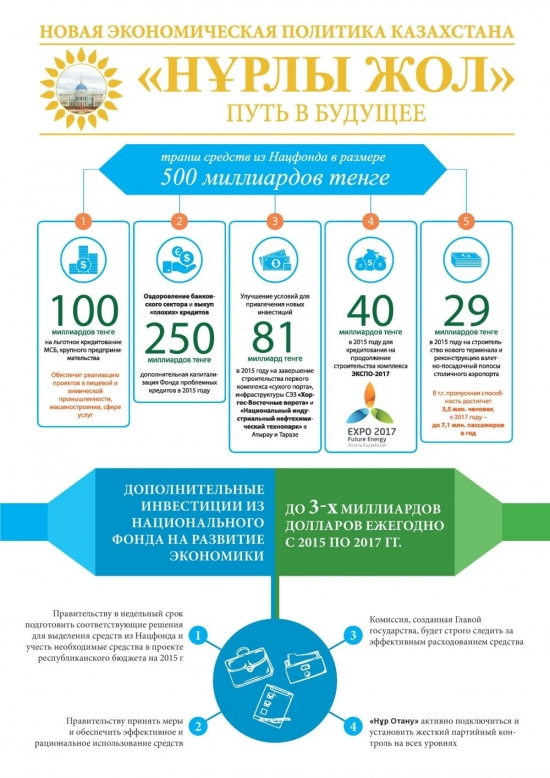 НОВАЯ ЭКОНОМИЧЕСКАЯ ПОЛИТИКА КАЗАХСТАНА
«НҰРЛЫ ЖОЛ»
ПУТЬ В БУДУЩЕЕ
транш средств из Нацфонда в размере
500 миллиардов тенге
1
100
МИЛЛИАРДОВ ТЕНГЕ
на льготное кредитование
МСБ, крупного предприни-
мательства
Обеспечит реализацию
проектов в пищевой и
химической
промышленности,
машиностроении, сфере
услуг
2
Оздоровление банков-
ского сектора и выкуп
«плохих» кредитов
250
МИЛЛИАРДОВ ТЕНГЕ
дополнительная капитали-
зация Фонда проблемных
кредитов в 2015 году
3
Улучшение условий для
привлечения новых
инвестиций
81
МИЛЛИАРД ТЕНГЕ
в 2015 году на завершение
строительства первого
комплекса «сухого порта»,
инфраструктуры СЭЗ «Хор-
гос-Восточные ворота» и
«Национальный инду-
стриальный нефтехими-
ческий технопарк» в
Атырау и Таразе
4
40
МИЛЛИАРДОВ ТЕНГЕ
в 2015 году для
кредитования на
продолжение
строительства комплекса
ЭКСПО-2017
EXPO 2017
Future Energy
Astana Kazakhstan
5
29
МИЛЛИАРДОВ ТЕНГЕ
в 2015 году на строитель-
ство нового терминала и
реконструкцию взлет-
но-посадочной полосы
столичного аэропорта
В т.г. пропускная способ-
ность достигнет
3,5 млн. человек,
к 2017 году –
до 7,1 млн. пассажиров
в год
ДОПОЛНИТЕЛЬНЫЕ
ИНВЕСТИЦИИ ИЗ
НАЦИОНАЛЬНОГО
ФОНДА НА РАЗВИТИЕ
ЭКОНОМИКИ
ДО 3-Х МИЛЛИАРДОВ
ДОЛЛАРОВ ЕЖЕГОДНО
С 2015 ПО 2017 ГГ.
Правительству в недельный срок
подготовить соответствующие решения
для выделения средств из Нацфонда и
учесть необходимые средства в проекте
республиканского бюджета на 2015 г
1
Правительству принять меры
и обеспечить эффективное и
рациональное использование средств
2
3
Комиссия, созданная Главой
государства, будет строго следить за
эффективным расходованием средства
4
«Нұр Отану» активно подключиться и
установить жесткий партийный кон-
троль на всех уровнях